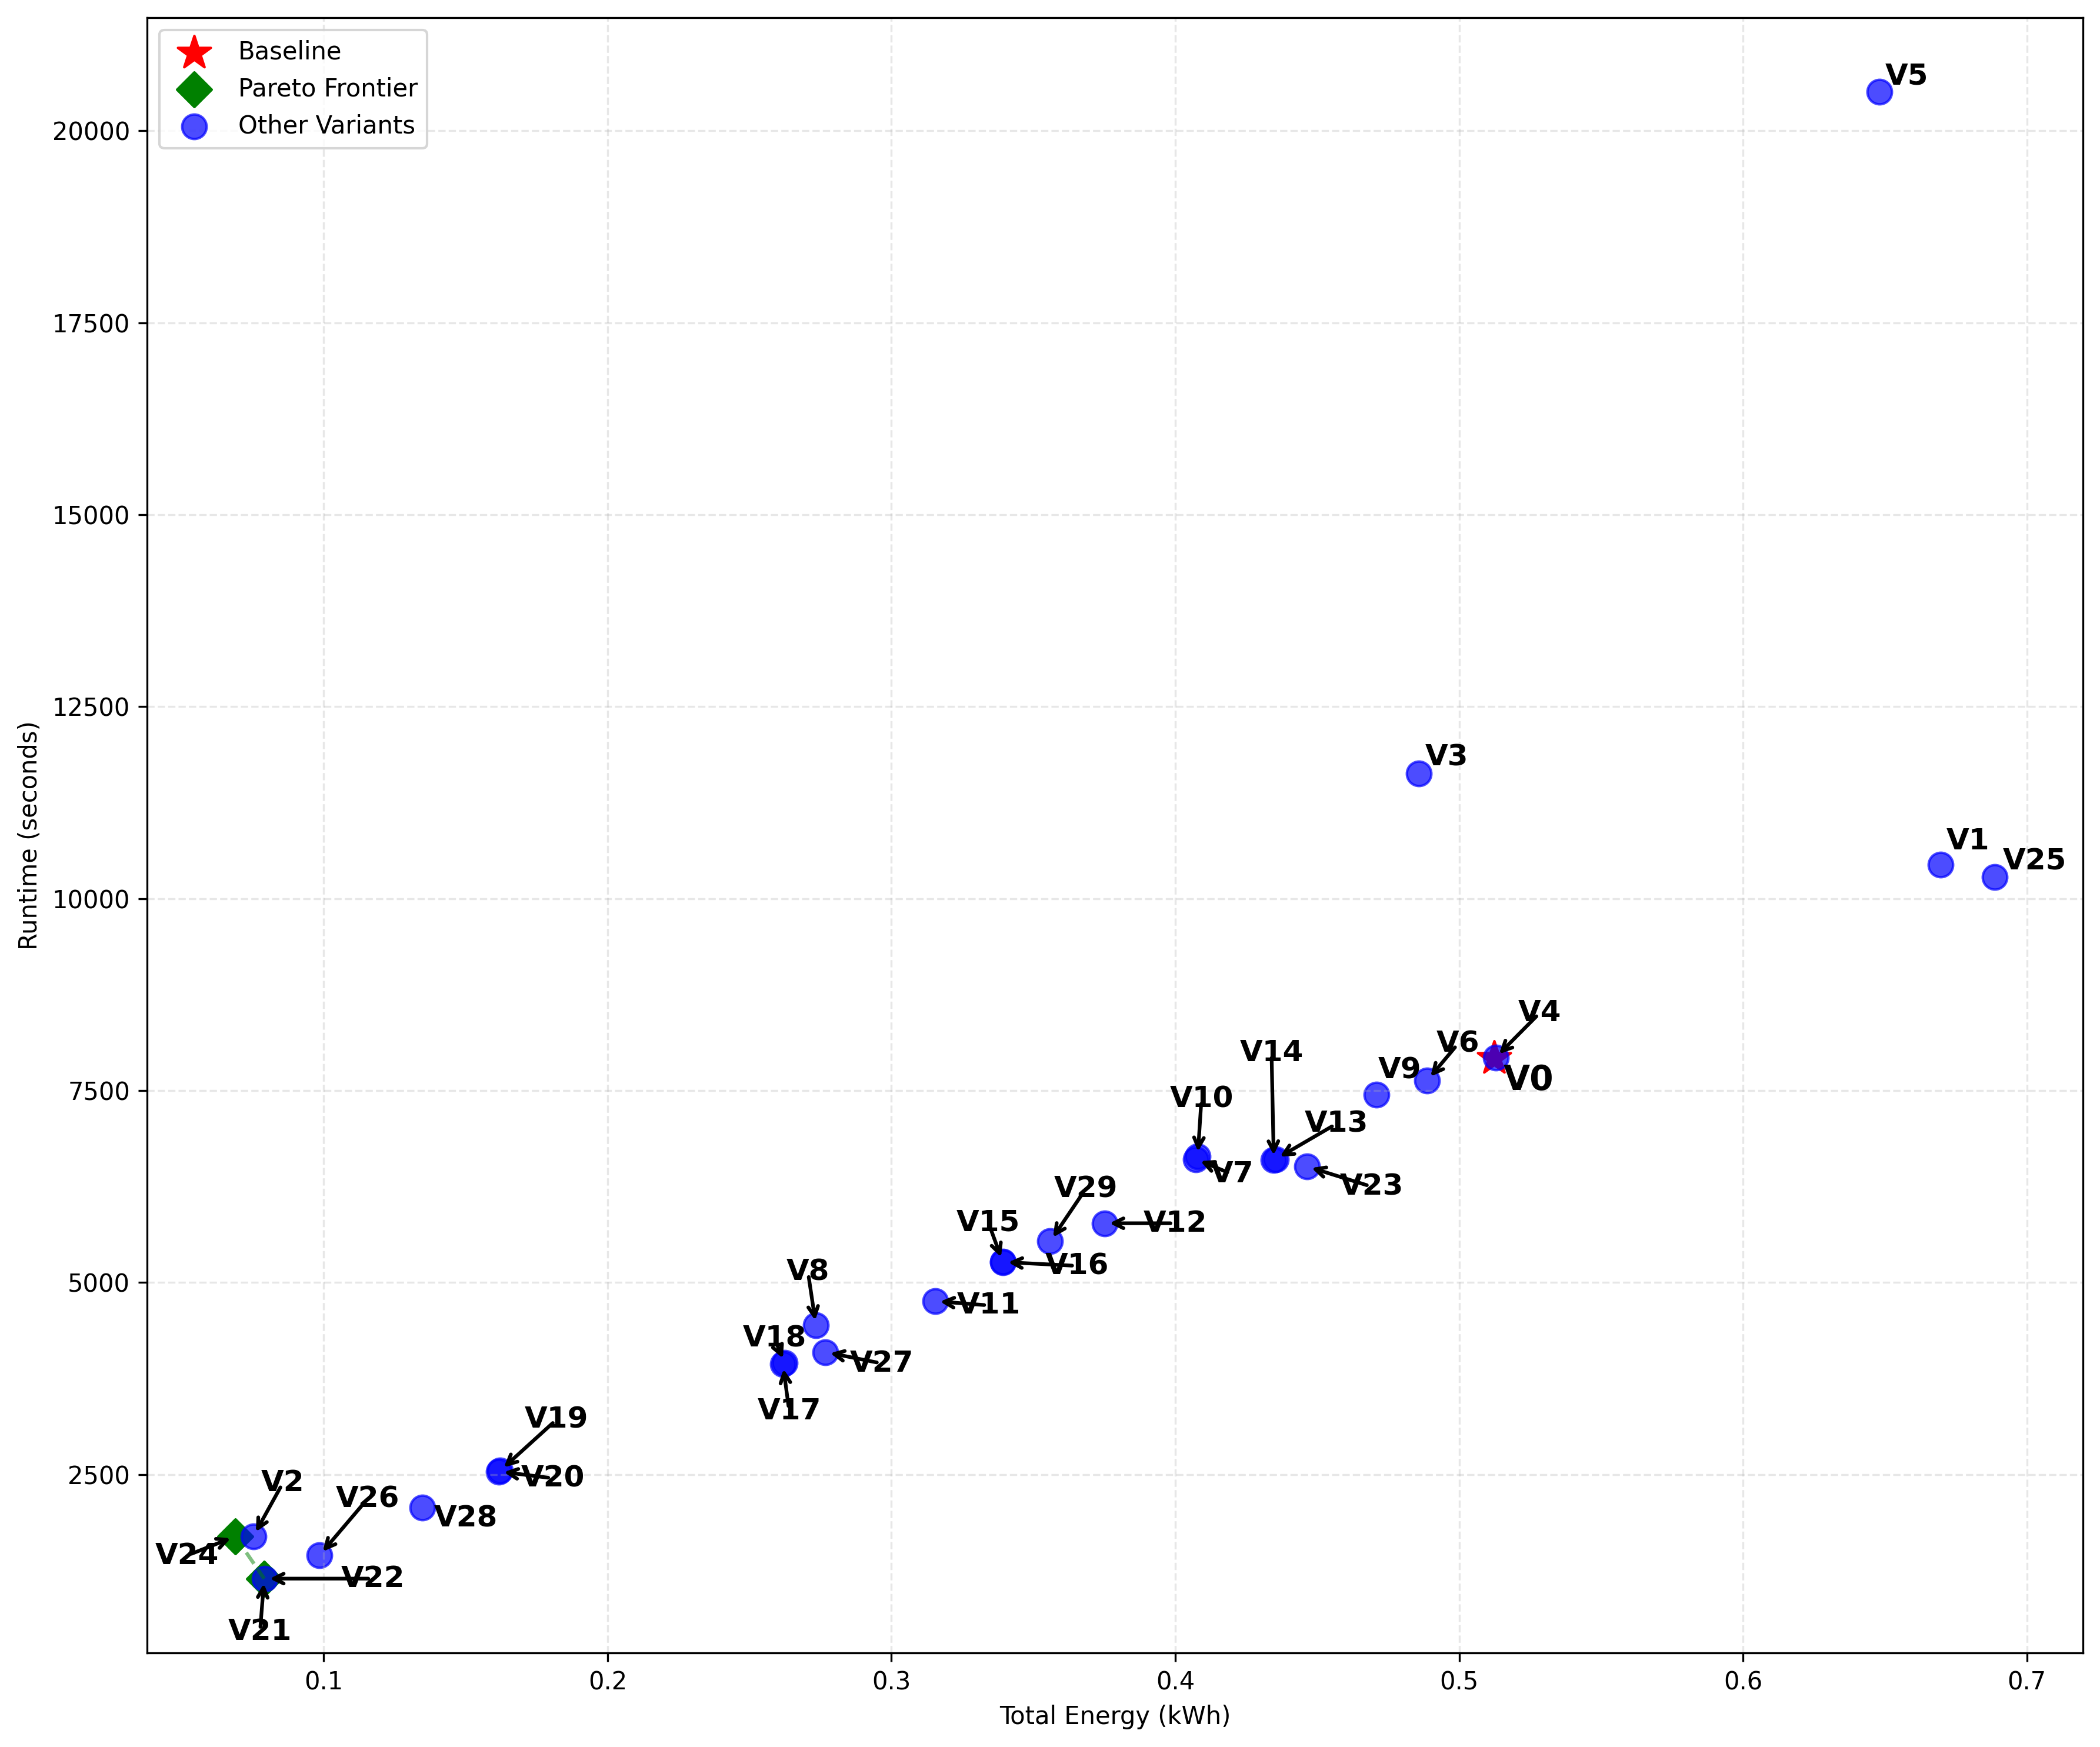 Baseline
Pareto Frontier
Other Variants
V5
20000
17500
15000
12500
V3
V1
V25
10000
V4
V6
V14
V9
V0
7500
V10
V13
V7
V23
V29
V15
V12
V16
V8
5000
V11
V18
V27
V17
V19
V20
2500
V2
V26
V28
V24
V22
V21
0.1 0.2 0.3 0.4 0.5 0.6 0.7
Total Energy (kWh)
Runtime (seconds)